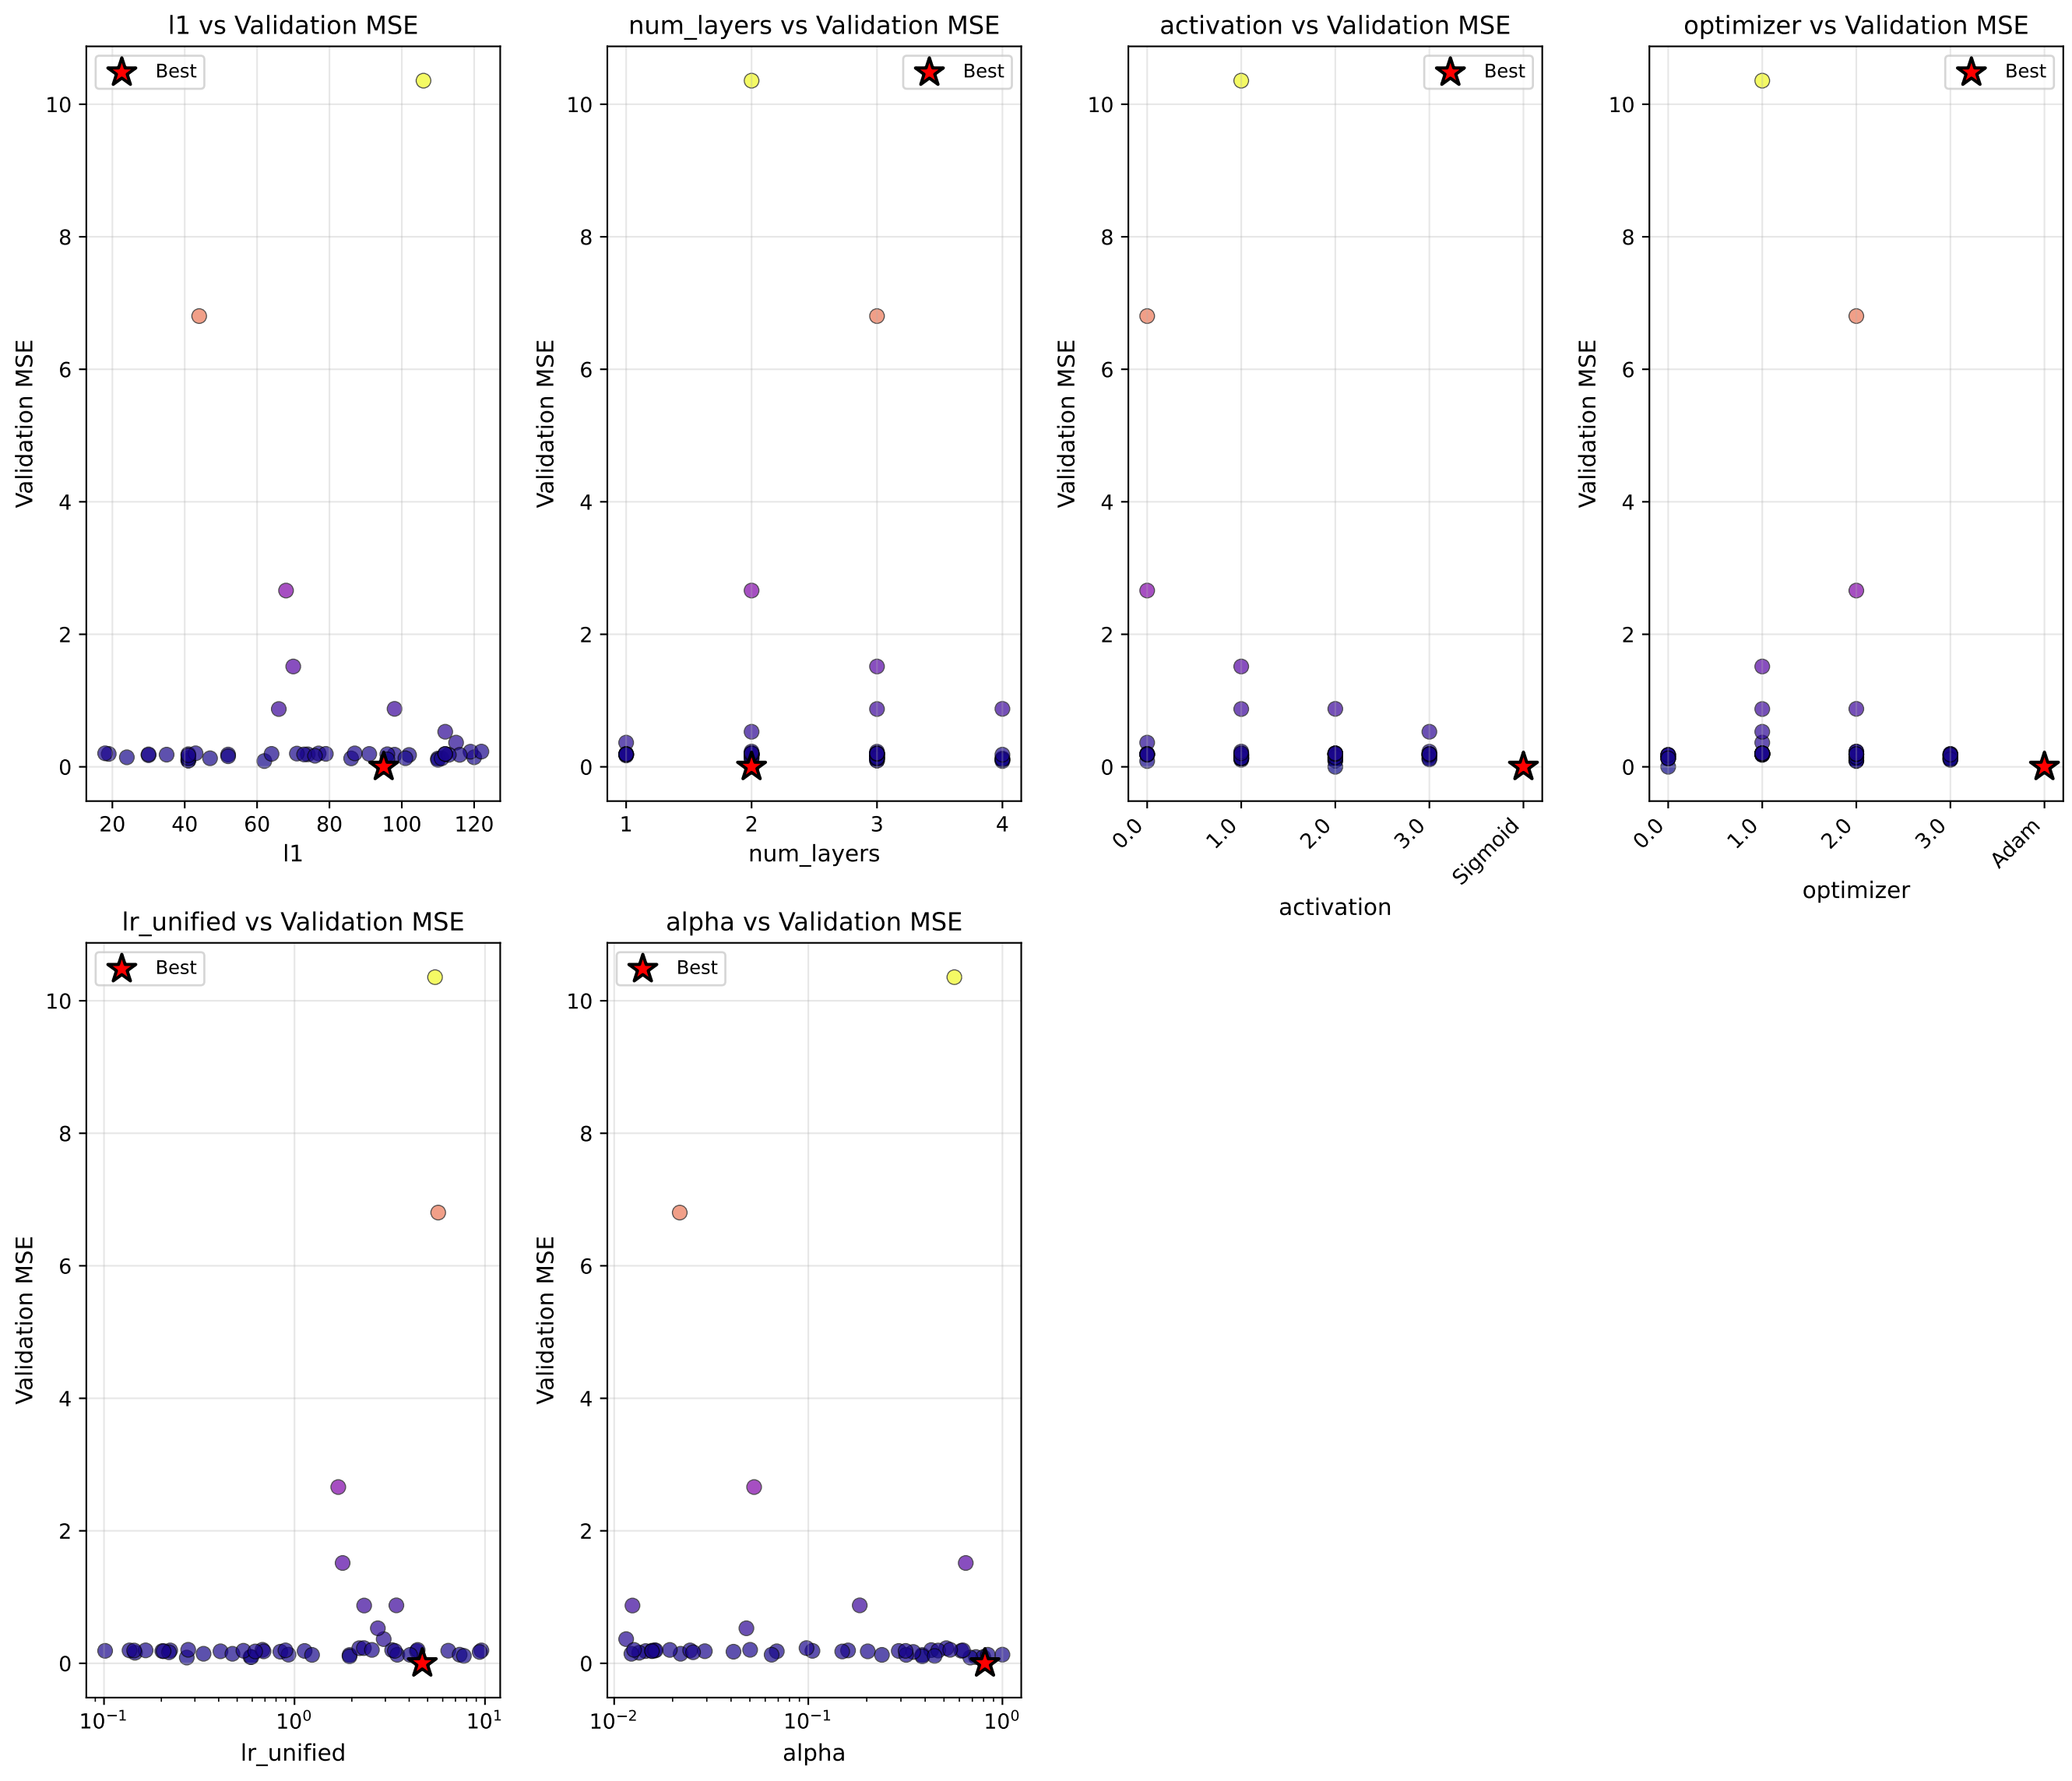 l1 vs Validation MSE
Best
Validation MSE
10
8
6
4
2
0
20 40 60 80 100 120
l1
num_layers vs Validation MSE
Best
Validation MSE
10
8
6
4
2
0
1 2 3 4
num_layers
activation vs Validation MSE
Best
Validation MSE
10
8
6
4
2
0
0.0 1.0 2.0 3.0 Sigmoid
activation
optimizer vs Validation MSE
Best
Validation MSE
10
8
6
4
2
0
0.0 1.0 2.0 3.0 Adam
optimizer
lr_unified vs Validation MSE
Best
Validation MSE
10
8
6
4
2
0
10⁻¹ 10⁰ 10¹
lr_unified
alpha vs Validation MSE
Best
Validation MSE
10
8
6
4
2
0
10⁻² 10⁻¹ 10⁰
alpha